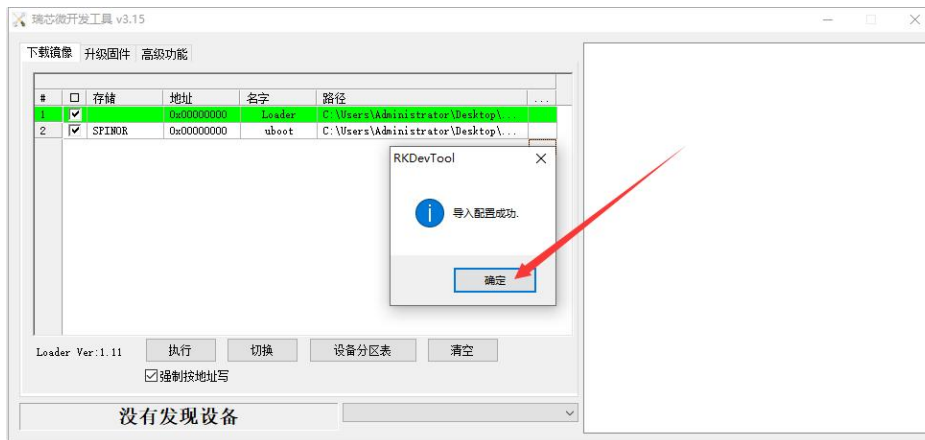 瑞芯微开发工具 v3.15
下载镜像 升级固件 高级功能
# 存储 地址 名字 路径 ...
1 0x00000000 Loader C:\Users\Administrator\Desktop\...
2 SPINOR 0x00000000 uboot C:\Users\Administrator\Desktop\...
RKDevTool
导入配置成功.
确定
Loader Ver:1.11 执行 切换 设备分区表 清空
强制按地址写
没有发现设备